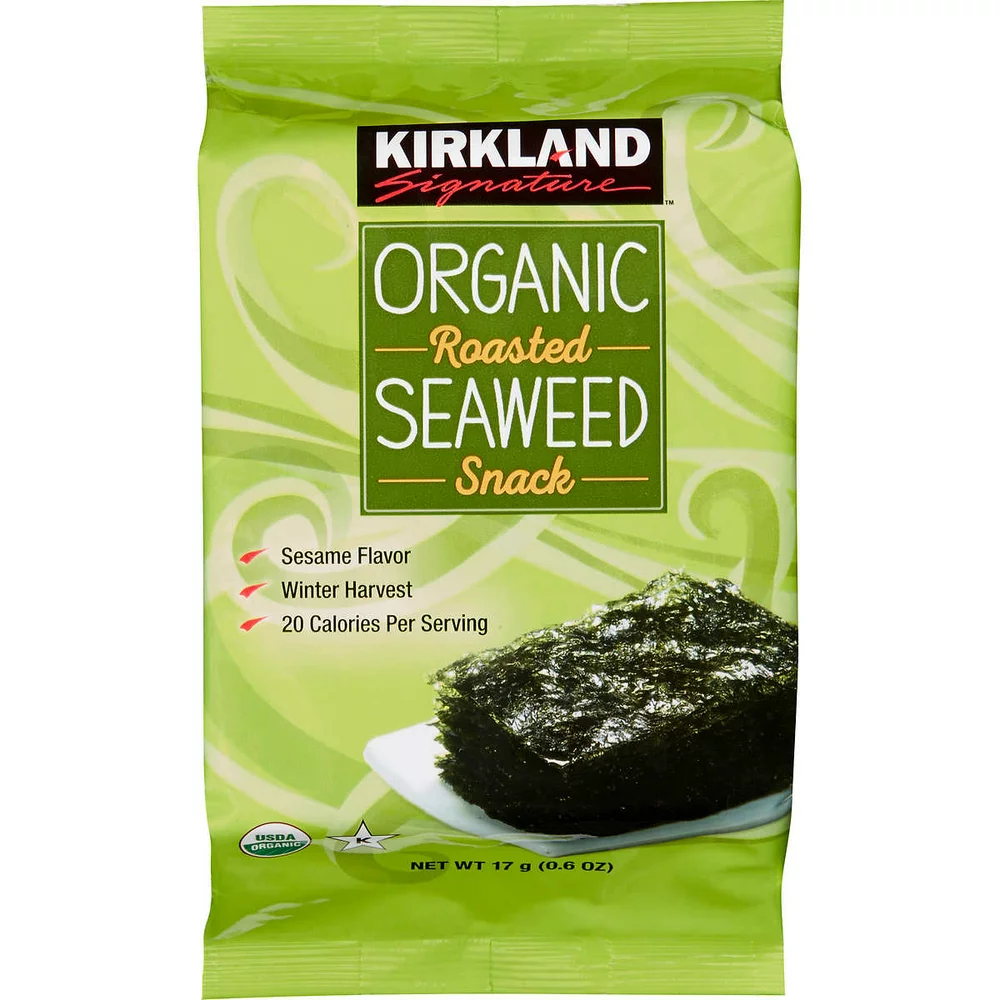 KIRKLAND
Signature™
ORGANIC
Roasted
SEAWEED
Snack
Sesame Flavor
Winter Harvest
20 Calories Per Serving
USDA
ORGANIC
K
NET WT 17 g (0.6 OZ)